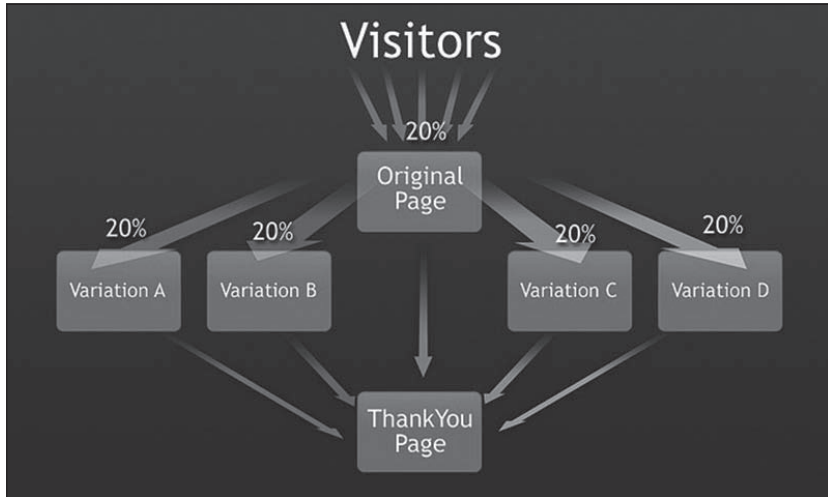 Visitors
20%
Original
Page
20%
20%
20%
20%
Variation A
Variation B
Variation C
Variation D
ThankYou
Page